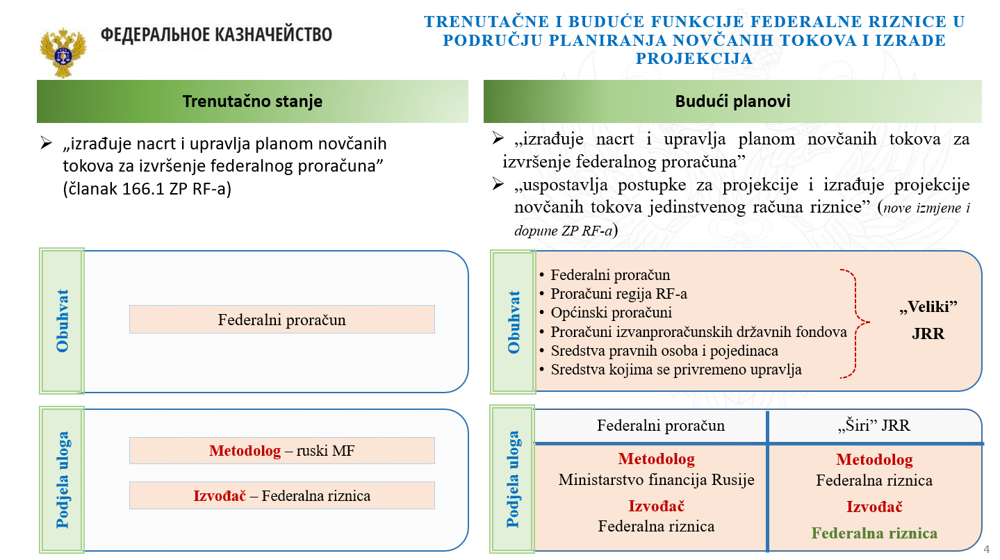 ФЕДЕРАЛЬНОЕ КАЗНАЧЕЙСТВО
TRENUTAČNE I BUDUĆE FUNKCIJE FEDERALNE RIZNICE U
PODRUČJU PLANIRANJA NOVČANIH TOKOVA I IZRADE
PROJEKCIJA
Trenutačno stanje
➢ „izrađuje nacrt i upravlja planom novčanih
tokova za izvršenje federalnog proračuna”
(članak 166.1 ZP RF-a)
Budući planovi
➢ „izrađuje nacrt i upravlja planom novčanih tokova za
izvršenje federalnog proračuna”
➢ „uspostavlja postupke za projekcije i izrađuje projekcije
novčanih tokova jedinstvenog računa riznice” (nove izmjene i
dopune ZP RF-a)
Obuhvat
Federalni proračun
Obuhvat
• Federalni proračun
• Proračuni regija RF-a
• Općinski proračuni
• Proračuni izvanproračunskih državnih fondova
• Sredstva pravnih osoba i pojedinaca
• Sredstva kojima se privremeno upravlja
„Veliki”
JRR
Podjela uloga
Metodolog – ruski MF
Izvođač – Federalna riznica
Podjela uloga
Federalni proračun
Metodolog
Ministarstvo financija Rusije
Izvođač
Federalna riznica
„Širi” JRR
Metodolog
Federalna riznica
Izvođač
Federalna riznica
4